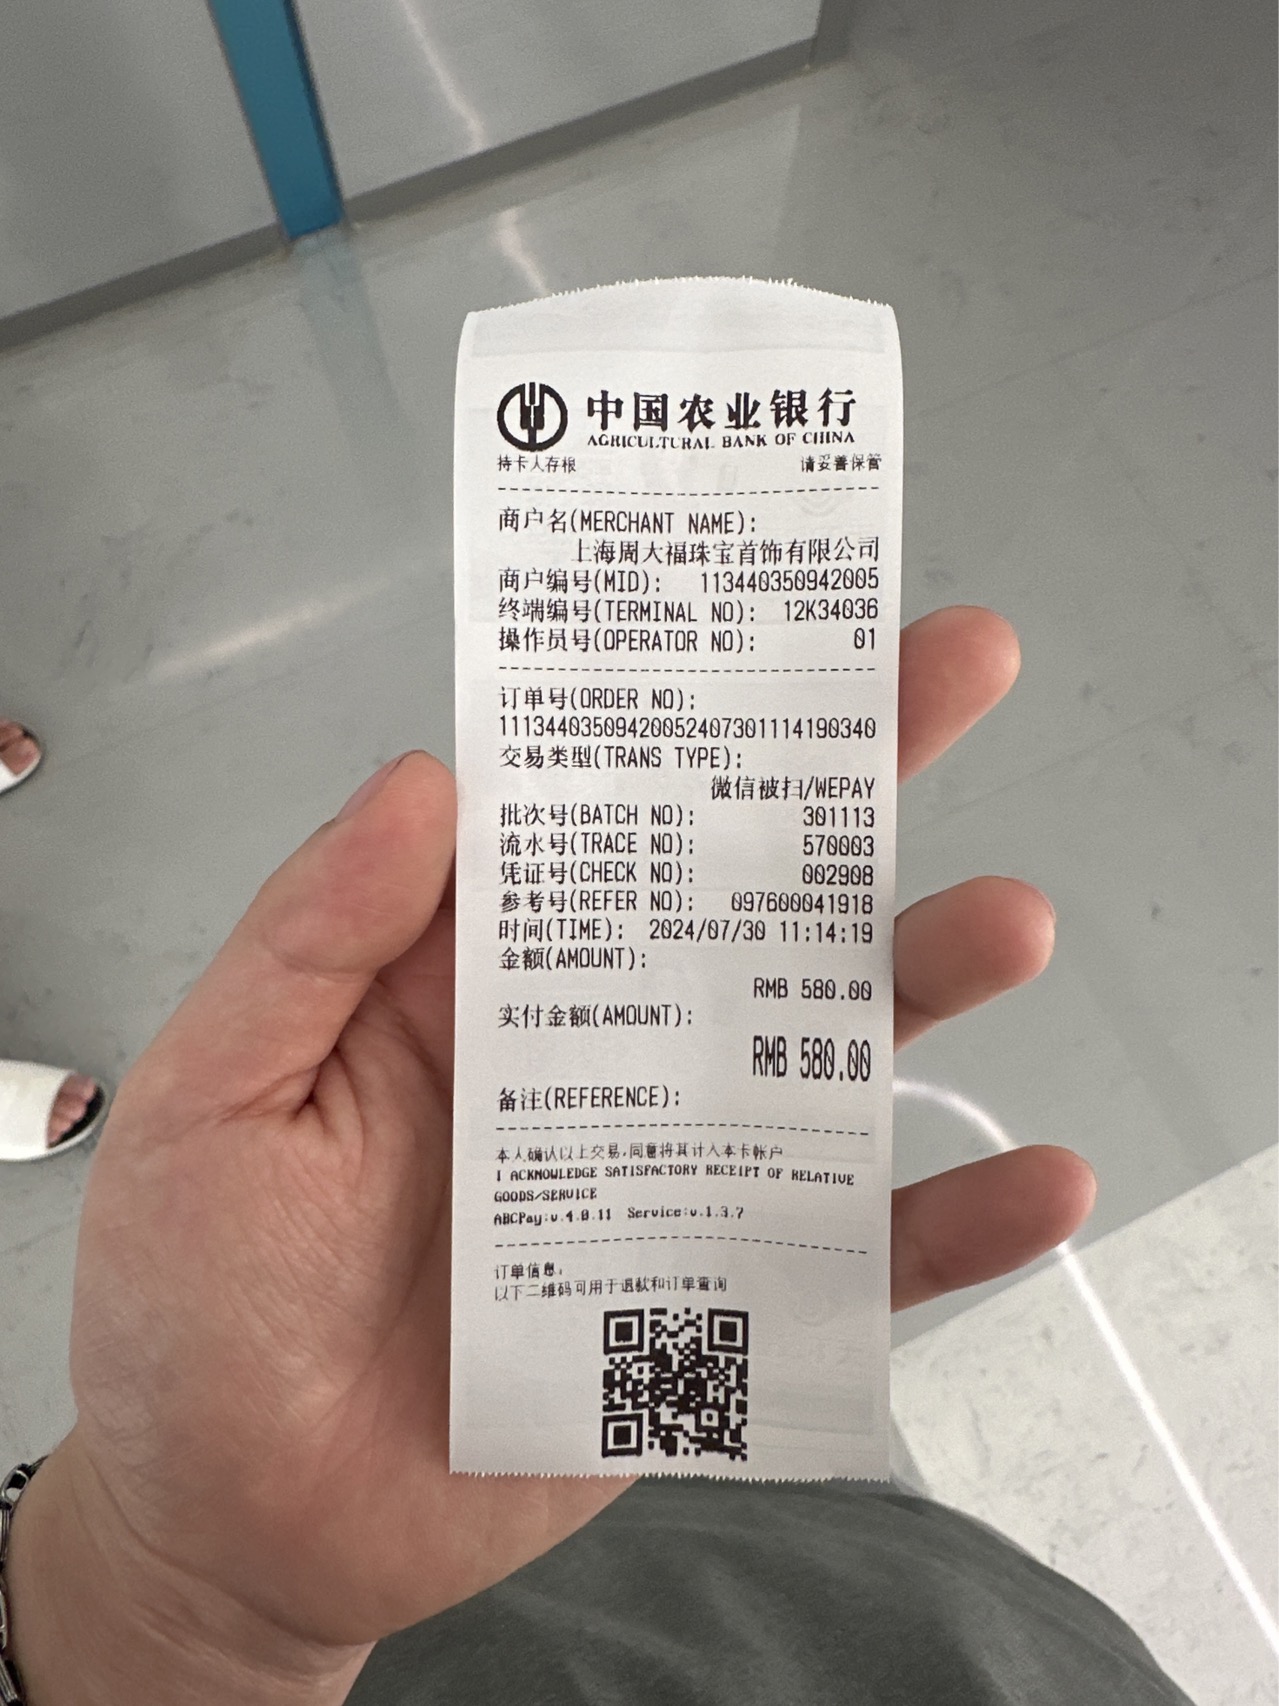 中国农业银行
AGRICULTURAL BANK OF CHINA
持卡人存根 请妥善保管
商户名(MERCHANT NAME):
上海周大福珠宝首饰有限公司
商户编号(MID): 113440350942005
终端编号(TERMINAL NO): 12K34036
操作员号(OPERATOR NO): 01
订单号(ORDER NO):
11134403509420052407301114190340
交易类型(TRANS TYPE):
微信被扫/WEPAY
批次号(BATCH NO): 301113
流水号(TRACE NO): 570003
凭证号(CHECK NO): 002908
参考号(REFER NO): 097600041918
时间(TIME): 2024/07/30 11:14:19
金额(AMOUNT):
RMB 580.00
实付金额(AMOUNT):
RMB 580.00
备注(REFERENCE):
本人确认以上交易,同意将其计入本卡帐户
I ACKNOWLEDGE SATISFACTORY RECEIPT OF RELATIVE
GOODS/SERVICE
ABCPay:v.4.0.11 Service:v.1.3.7
订单信息:
以下二维码可用于退款和订单查询